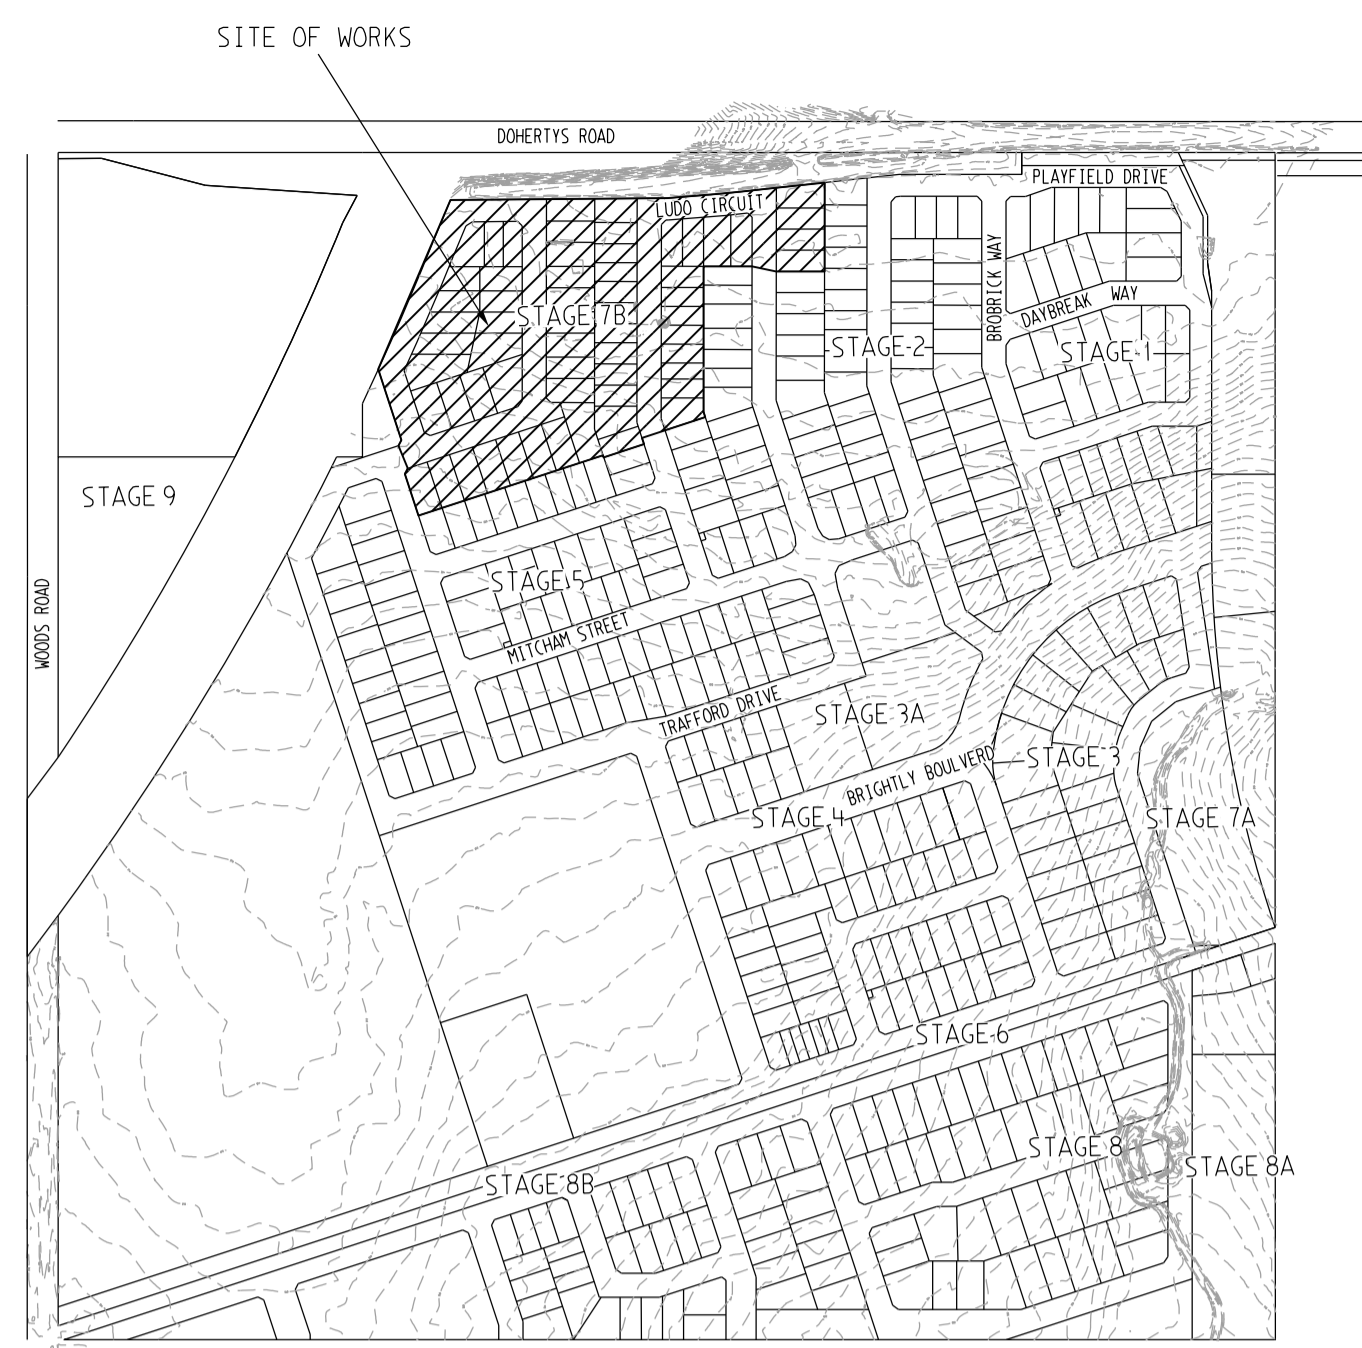 SITE OF WORKS
DOHERTYS ROAD
PLAYFIELD DRIVE
LUDO CIRCUIT
BROBRICK WAY
DAYBREAK WAY
STAGE 7B
STAGE 2
STAGE 1
STAGE 9
WOODS ROAD
STAGE 5
MITCHAM STREET
TRAFFORD DRIVE
STAGE 3A
STAGE 3
BRIGHTLY BOULVERD
STAGE 4
STAGE 7A
STAGE 6
STAGE 8
STAGE 8A
STAGE 8B